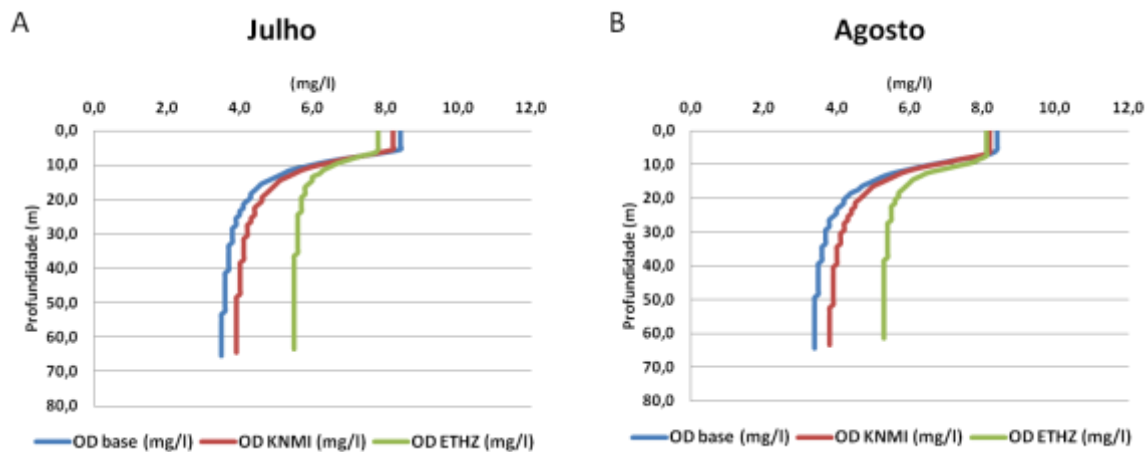 A
Julho
(mg/l)
0,0 2,0 4,0 6,0 8,0 10,0 12,0
Profundidade (m)
0,0
10,0
20,0
30,0
40,0
50,0
60,0
70,0
80,0
OD base (mg/l) OD KNMI (mg/l) OD ETHZ (mg/l)
B
Agosto
(mg/l)
0,0 2,0 4,0 6,0 8,0 10,0 12,0
Profundidade (m)
0,0
10,0
20,0
30,0
40,0
50,0
60,0
70,0
80,0
OD base (mg/l) OD KNMI (mg/l) OD ETHZ (mg/l)